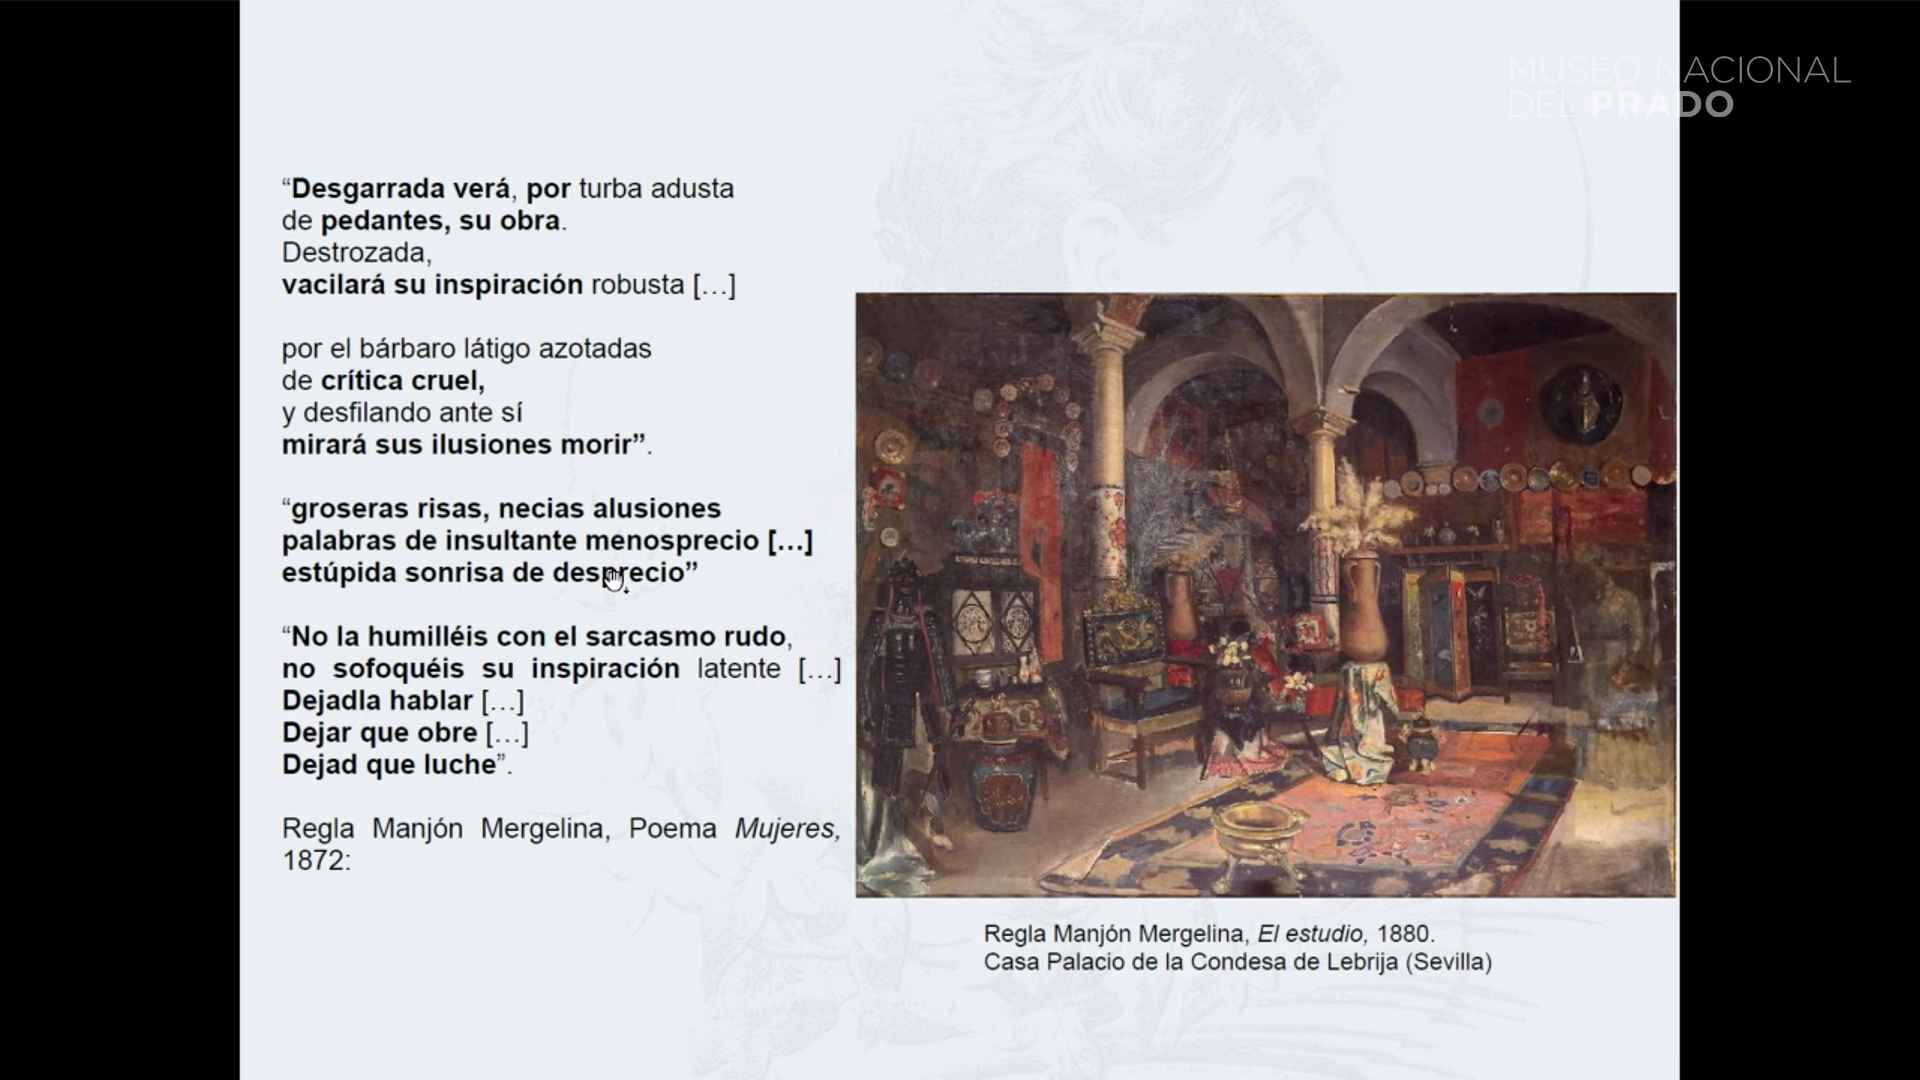 MUSEO NACIONAL
DEL PRADO
“Desgarrada verá, por turba adusta
de pedantes, su obra.
Destrozada,
vacilará su inspiración robusta […]
por el bárbaro látigo azotadas
de crítica cruel,
y desfilando ante sí
mirará sus ilusiones morir”.
“groseras risas, necias alusiones
palabras de insultante menosprecio […]
estúpida sonrisa de desprecio”
“No la humilléis con el sarcasmo rudo,
no sofoquéis su inspiración latente […]
Dejadla hablar […]
Dejar que obre […]
Dejad que luche”.
Regla Manjón Mergelina, Poema Mujeres,
1872:
Regla Manjón Mergelina, El estudio, 1880.
Casa Palacio de la Condesa de Lebrija (Sevilla)